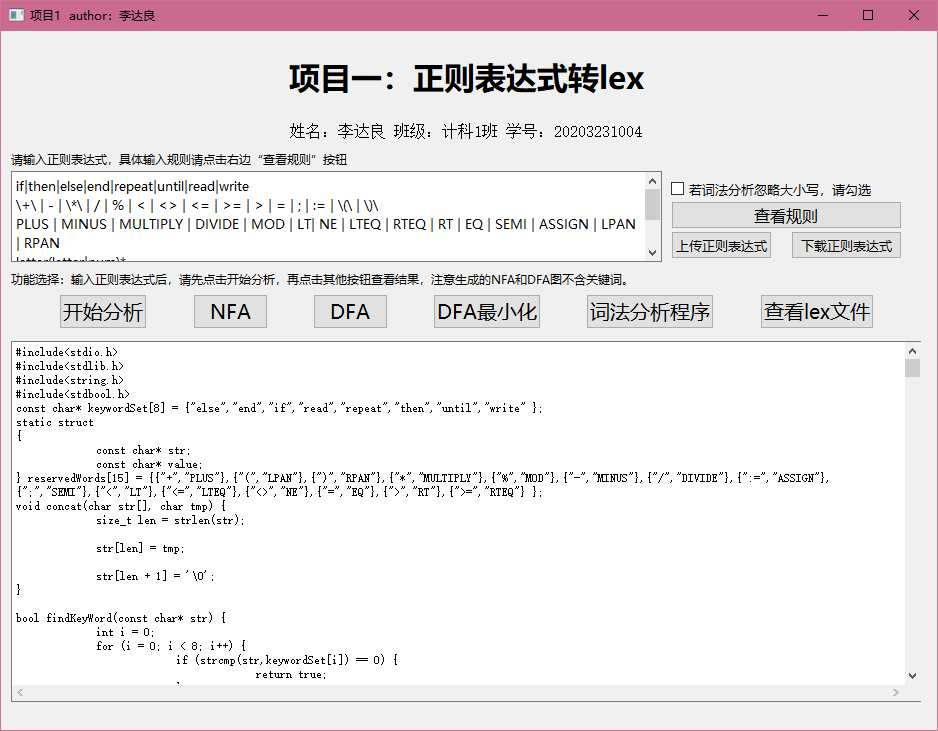 项目1 author：李达良
项目一：正则表达式转lex
姓名：李达良 班级：计科1班 学号：20203231004
请输入正则表达式，具体输入规则请点击右边“查看规则”按钮
if|then|else|end|repeat|until|read|write
\+\ | - | \*\ | / | % | < | <> | <= | >= | > | = | ; | := | \(\ | \)\
PLUS | MINUS | MULTIPLY | DIVIDE | MOD | LT| NE | LTEQ | RTEQ | RT | EQ | SEMI | ASSIGN | LPAN
| RPAN
letter(letter|num)*
若词法分析忽略大小写，请勾选
查看规则
上传正则表达式 下载正则表达式
功能选择：输入正则表达式后，请先点击开始分析，再点击其他按钮查看结果，注意生成的NFA和DFA图不含关键词。
开始分析 NFA DFA DFA最小化 词法分析程序 查看lex文件
#include<stdio.h>
#include<stdlib.h>
#include<string.h>
#include<stdbool.h>
const char* keywordSet[8] = {"else","end","if","read","repeat","then","until","write" };
static struct
{
const char* str;
const char* value;
} reservedWords[15] = {{"+","PLUS"},{"(","LPAN"},{")","RPAN"},{"*","MULTIPLY"},{"%","MOD"},{"-","MINUS"},{"/","DIVIDE"},{":=","ASSIGN"},
{";","SEMI"},{"<","LT"},{"<=","LTEQ"},{"<>","NE"},{"=","EQ"},{">","RT"},{">=","RTEQ"} };
void concat(char str[], char tmp) {
size_t len = strlen(str);
str[len] = tmp;
str[len + 1] = '\0';
}
bool findKeyWord(const char* str) {
int i = 0;
for (i = 0; i < 8; i++) {
if (strcmp(str,keywordSet[i]) == 0) {
return true;